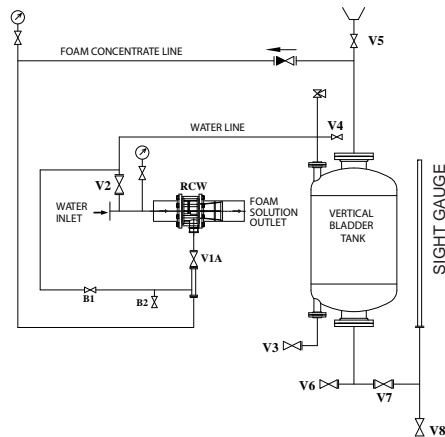 V5
FOAM CONCENTRATE LINE
WATER LINE
V4
V2
RCW
WATER
INLET
FOAM
SOLUTION
OUTLET
VERTICAL
BLADDER
TANK
SIGHT GAUGE
V1A
B1
B2
V3
V6
V7
V8